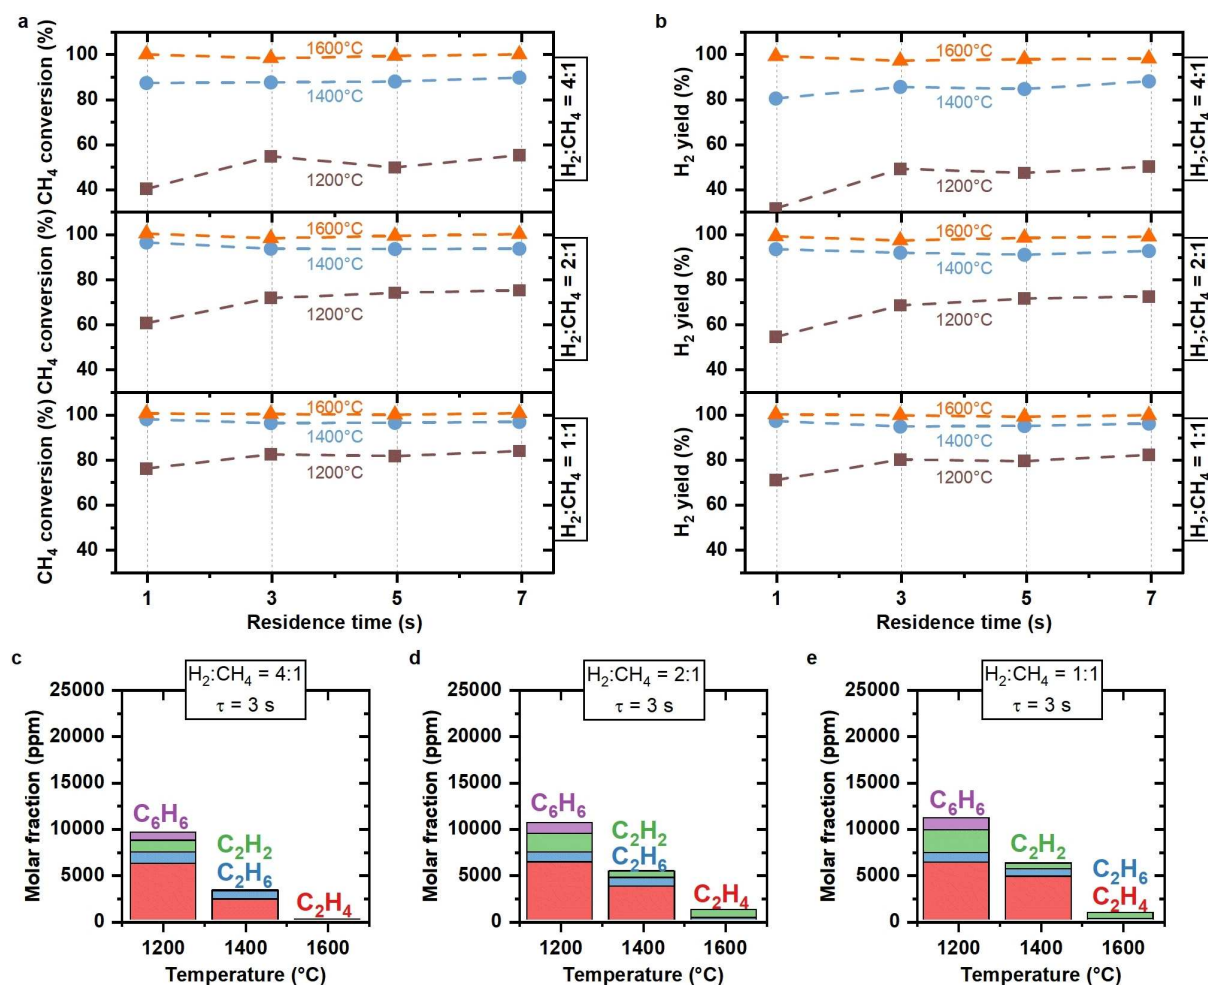 a
CH4 conversion (%)
100
80
60
40
1600°C
1400°C
1200°C
H2:CH4 = 4:1
CH4 conversion (%)
100
80
60
40
1600°C
1400°C
1200°C
H2:CH4 = 2:1
CH4 conversion (%)
100
80
60
40
1600°C
1400°C
1200°C
H2:CH4 = 1:1
1 3 5 7
Residence time (s)
b
H2 yield (%)
100
80
60
40
1600°C
1400°C
1200°C
H2:CH4 = 4:1
H2 yield (%)
100
80
60
40
1600°C
1400°C
1200°C
H2:CH4 = 2:1
H2 yield (%)
100
80
60
40
1600°C
1400°C
1200°C
H2:CH4 = 1:1
1 3 5 7
Residence time (s)
c
H2:CH4 = 4:1
τ = 3 s
Molar fraction (ppm)
25000
20000
15000
10000
5000
0
C6H6
C2H2
C2H6
C2H4
1200 1400 1600
Temperature (°C)
d
H2:CH4 = 2:1
τ = 3 s
Molar fraction (ppm)
25000
20000
15000
10000
5000
0
C6H6
C2H2
C2H6
C2H4
1200 1400 1600
Temperature (°C)
e
H2:CH4 = 1:1
τ = 3 s
Molar fraction (ppm)
25000
20000
15000
10000
5000
0
C6H6
C2H2
C2H6
C2H4
1200 1400 1600
Temperature (°C)